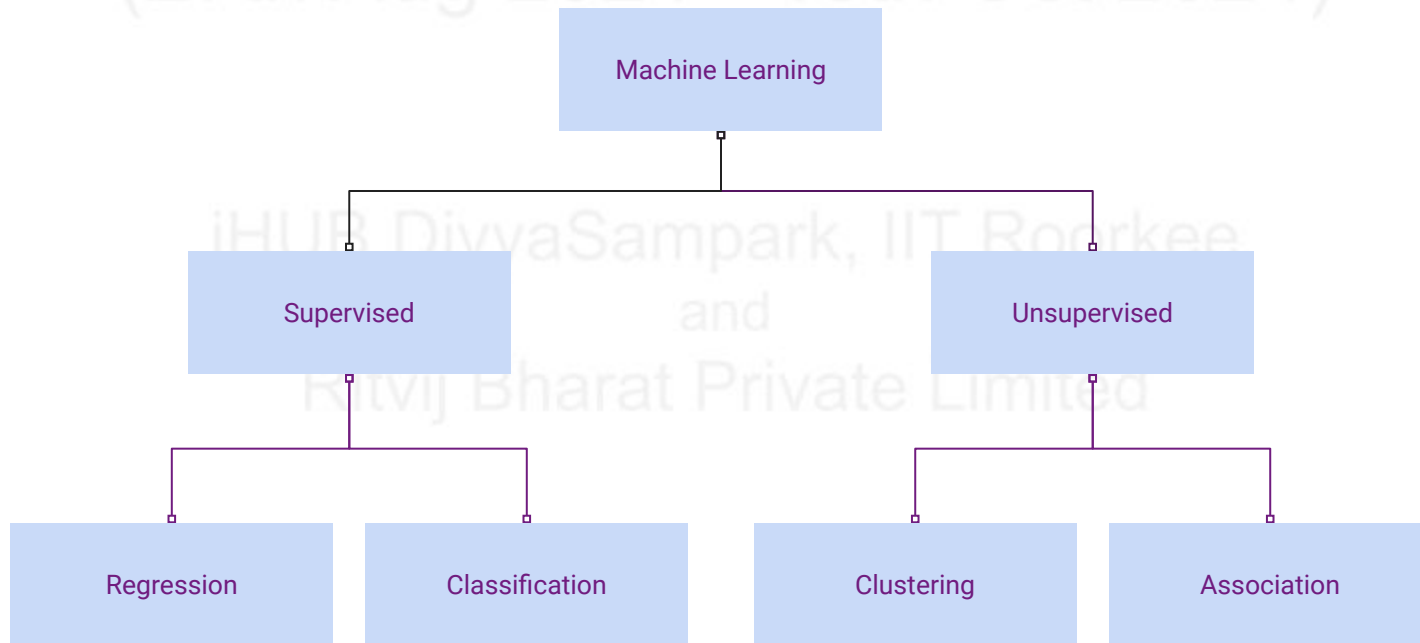 Machine Learning
iHUB DivyaSampark, IIT Roorkee
Supervised
and
Unsupervised
Ritvij Bharat Private Limited
Regression
Classification
Clustering
Association